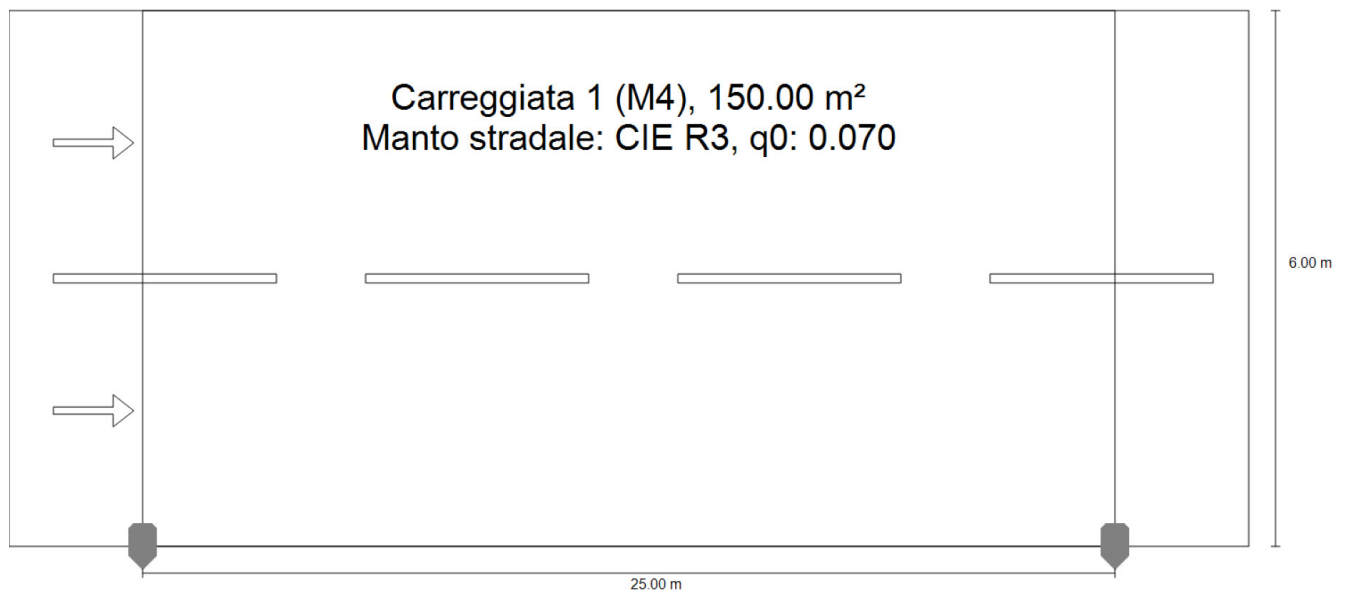 Carreggiata 1 (M4), 150.00 m²
Manto stradale: CIE R3, q0: 0.070
6.00 m
25.00 m